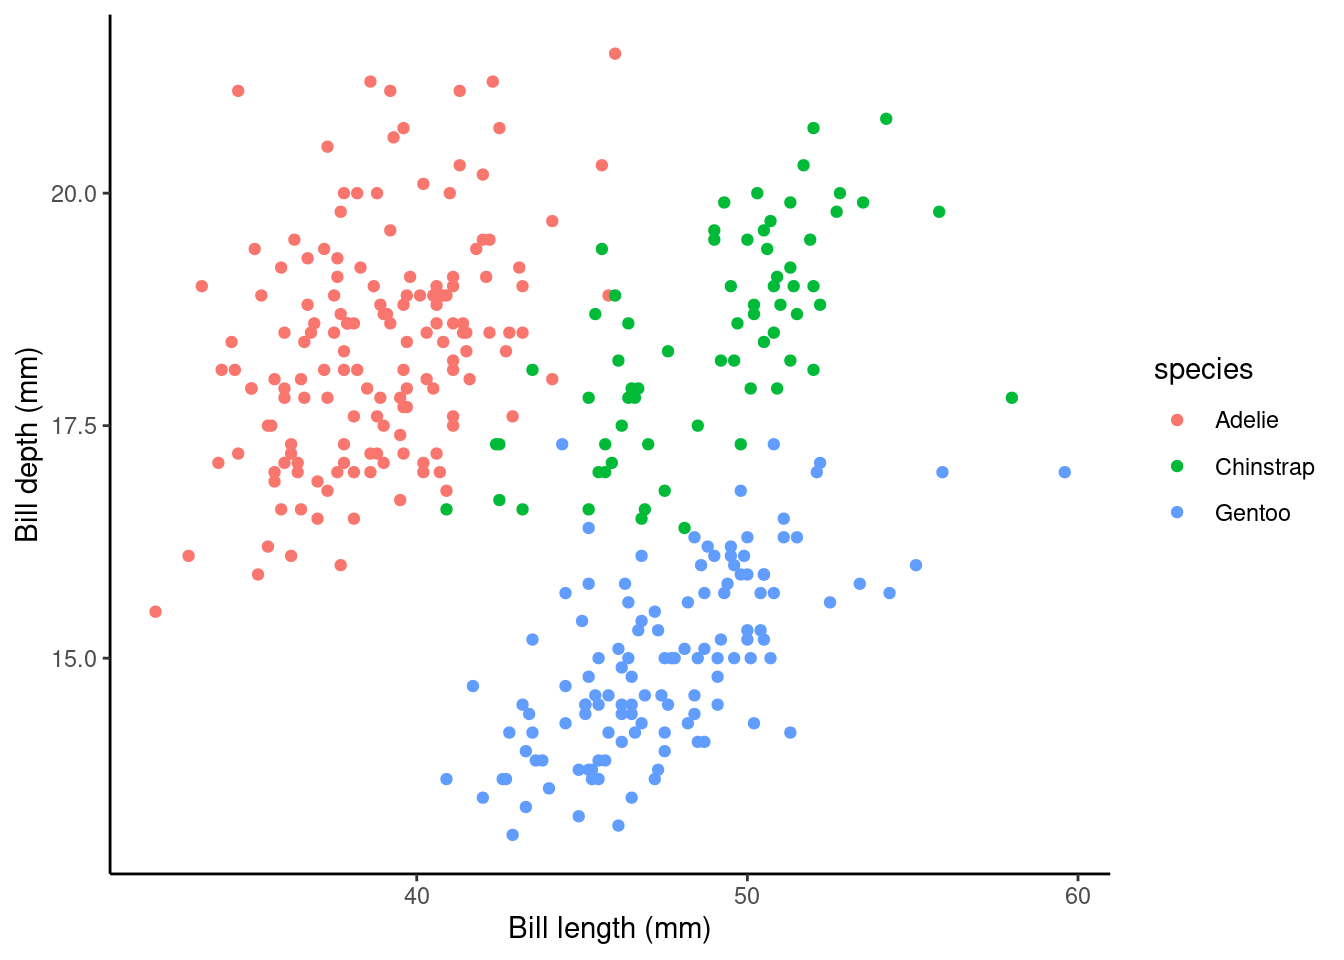 20.0
17.5
15.0
Bill depth (mm)
40
50
60
Bill length (mm)
species
Adelie
Chinstrap
Gentoo